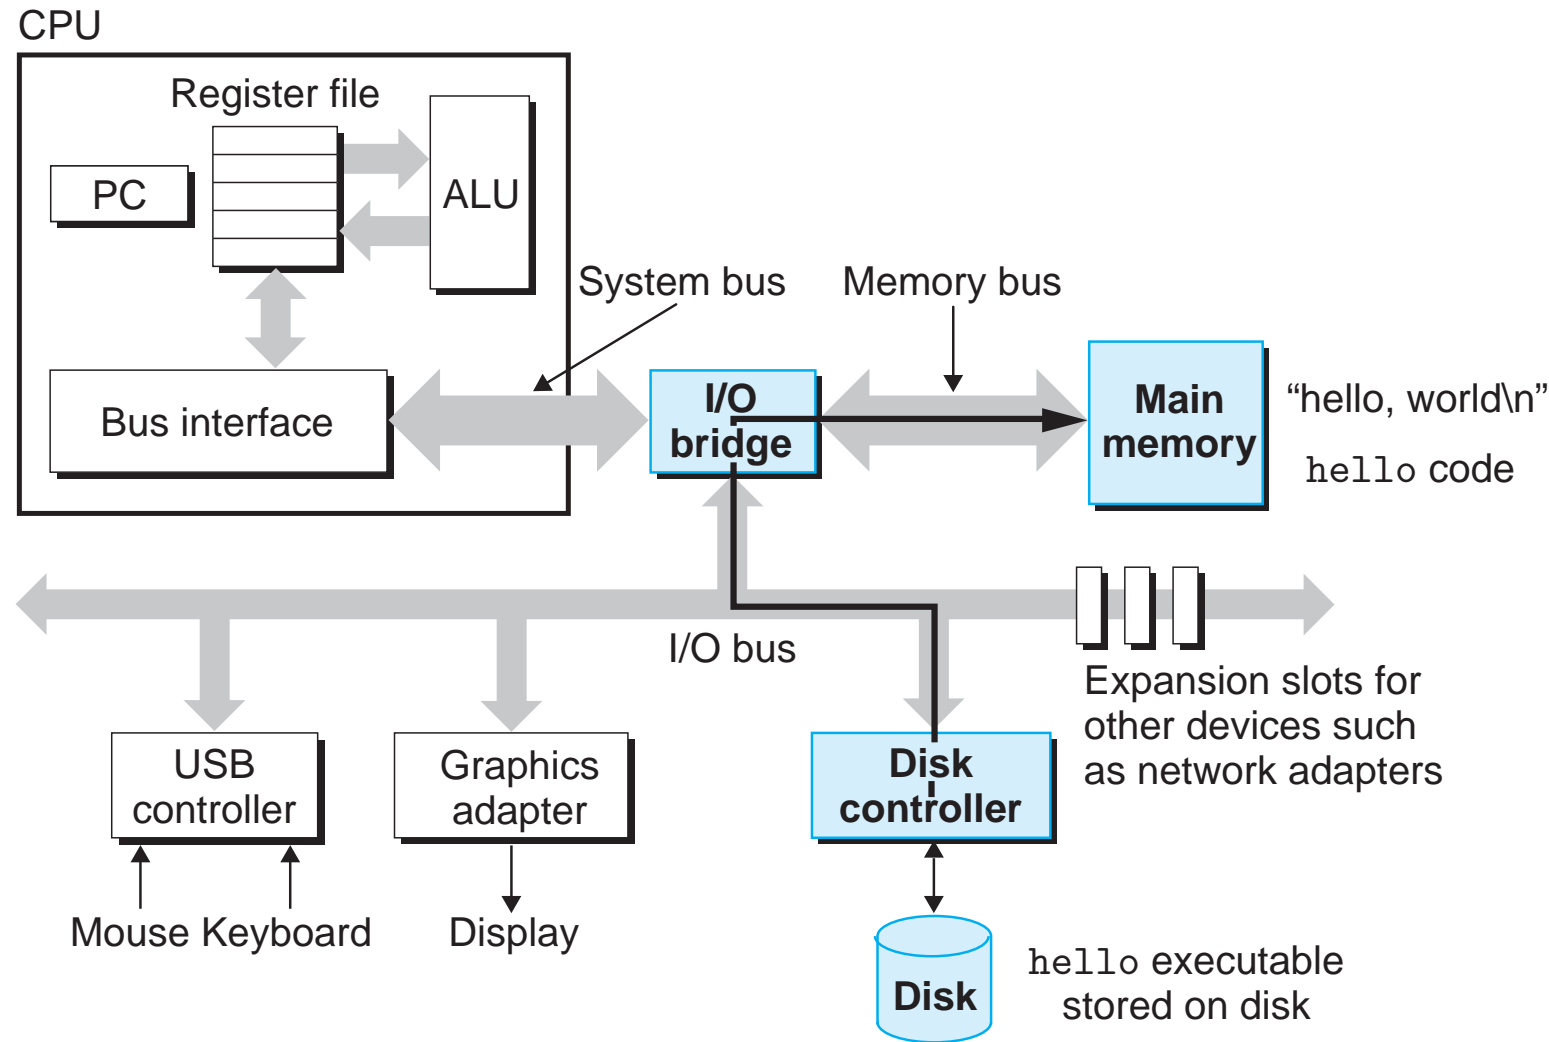 CPU
Register file
PC
ALU
System bus
Memory bus
Bus interface
I/O
bridge
Main
memory
“hello, world\n”
hello code
I/O bus
Expansion slots for
other devices such
as network adapters
USB
controller
Graphics
adapter
Disk
controller
Mouse Keyboard
Display
Disk
hello executable
stored on disk